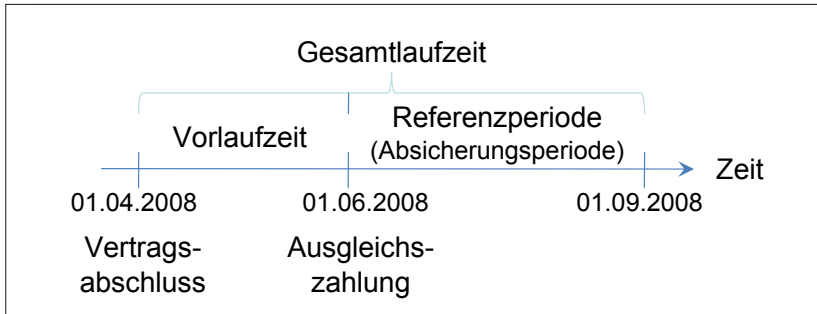 Gesamtlaufzeit
Vorlaufzeit
Referenzperiode
(Absicherungsperiode)
Zeit
01.04.2008
01.06.2008
01.09.2008
Vertrags-
abschluss
Ausgleichs-
zahlung